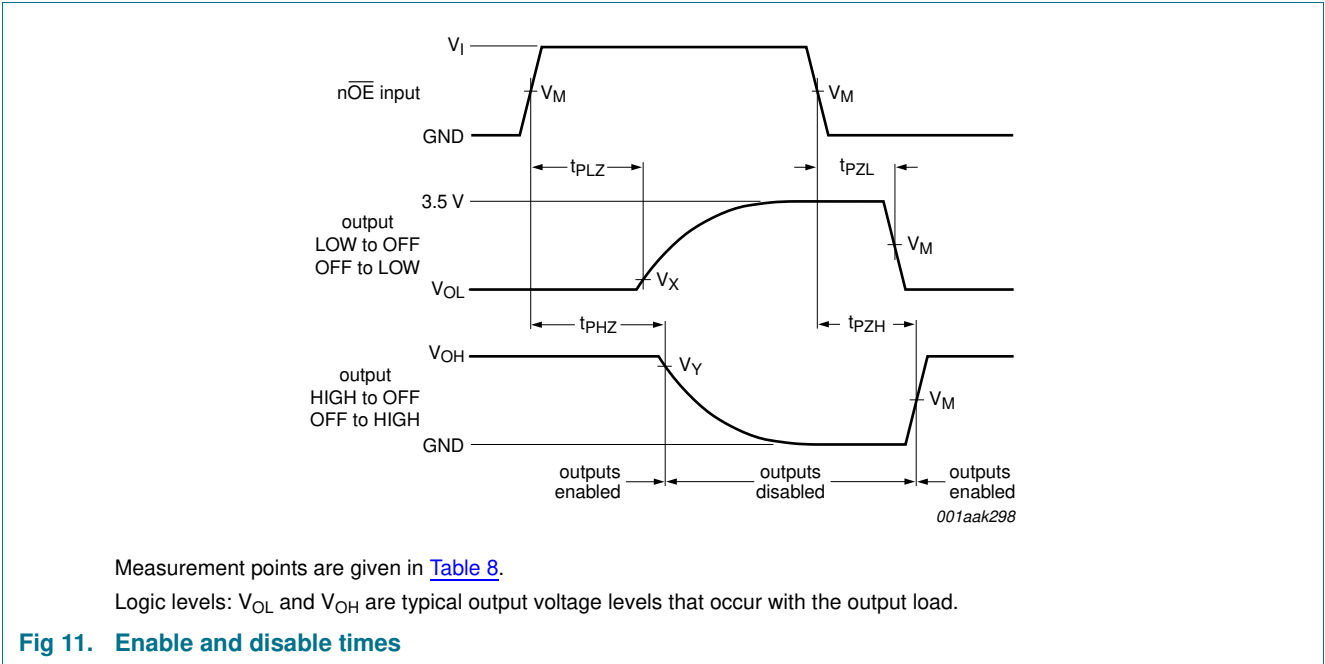 V_I
nO̅E̅ input
V_M
V_M
GND
t_PLZ
t_PZL
3.5 V
output
LOW to OFF
OFF to LOW
V_M
V_X
V_OL
t_PHZ
t_PZH
V_OH
output
HIGH to OFF
OFF to HIGH
V_Y
V_M
GND
outputs enabled
outputs disabled
outputs enabled
001aak298
Measurement points are given in Table 8.
Logic levels: V_OL and V_OH are typical output voltage levels that occur with the output load.
Fig 11. Enable and disable times